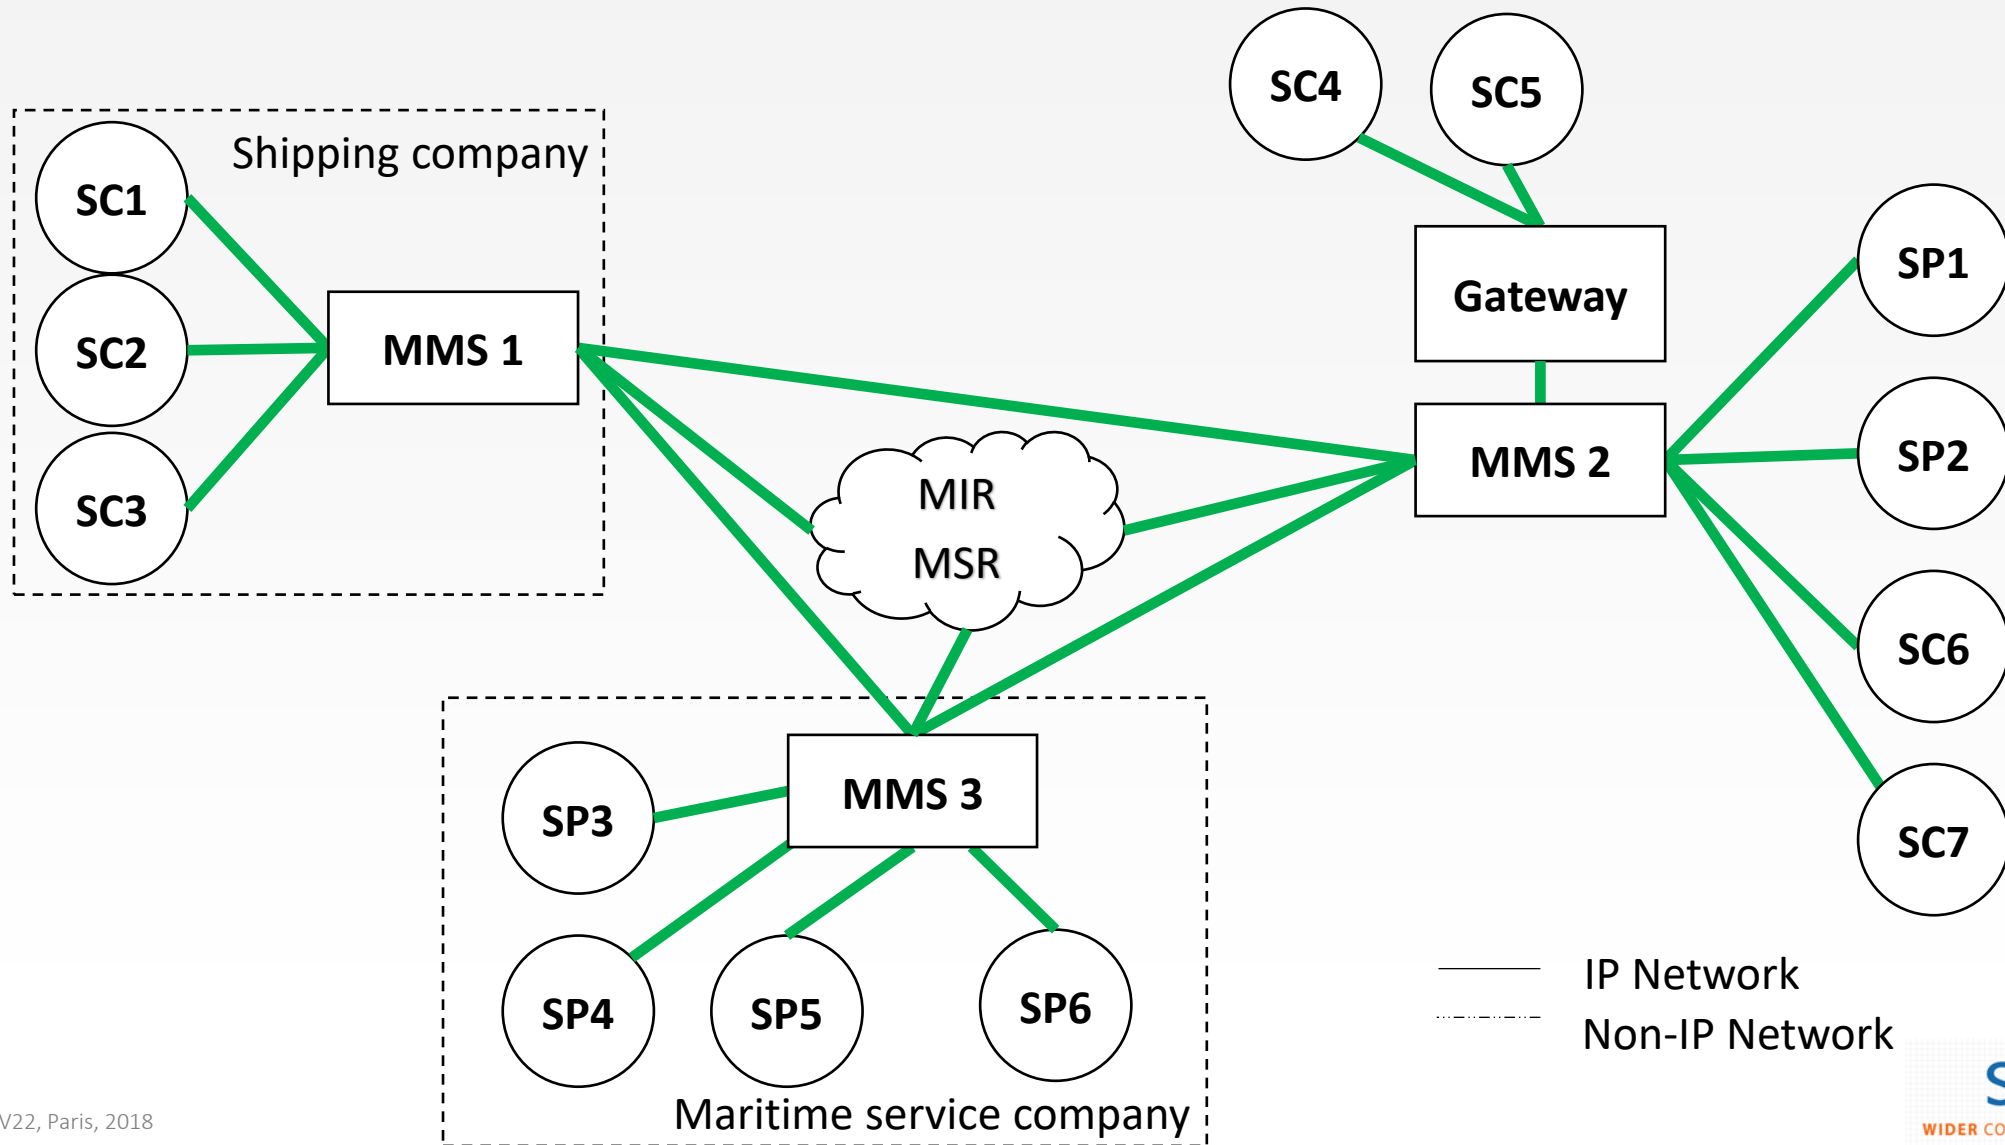 SC4
SC5
Shipping company
SC1
SC2
SC3
MMS 1
Gateway
MMS 2
SP1
SP2
SC6
SC7
MIR
MSR
MMS 3
SP3
SP4
SP5
SP6
Maritime service company
IP Network
Non-IP Network
V22, Paris, 2018
WIDER